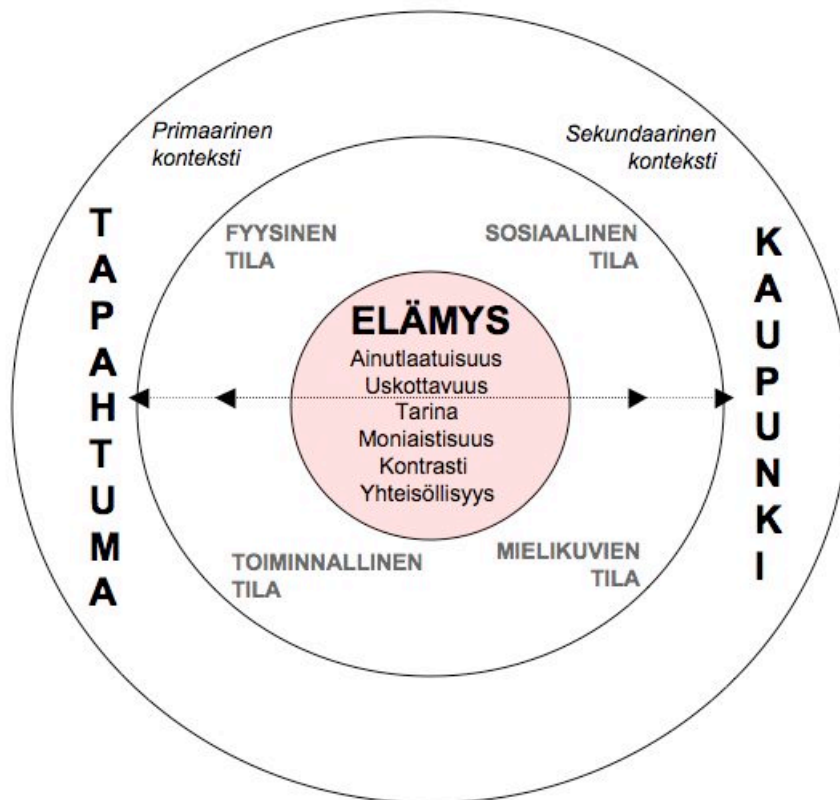 Primaarinen
konteksti
Sekundaarinen
konteksti
TAPAHTUMA
FYYSINEN
TILA
SOSIAALINEN
TILA
KAUPUNKI
ELÄMYS
Ainutlaatuisuus
Uskottavuus
Tarina
Moniaistisuus
Kontrasti
Yhteisöllisyys
TOIMINNALLINEN
TILA
MIELIKUVIEN
TILA